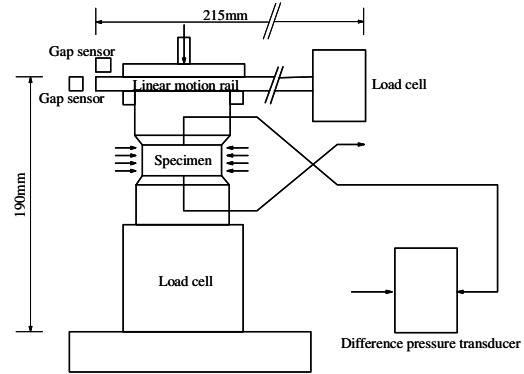 215mm
Gap sensor
Linear motion rail
Load cell
Gap sensor
Specimen
190mm
Load cell
Difference pressure transducer